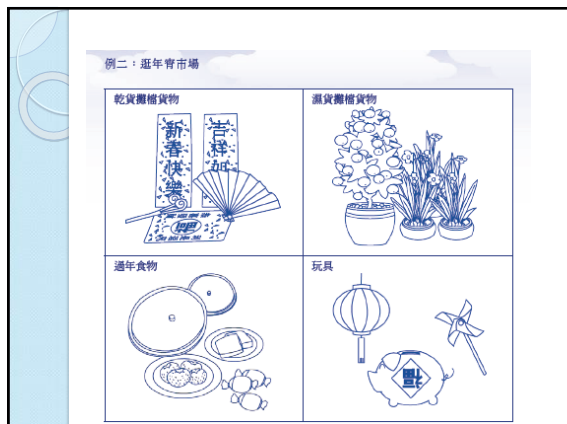 例二：逛年宵市場
乾貨攤檔貨物
濕貨攤檔貨物
新春快樂
吉祥如
過年食物
玩具
福